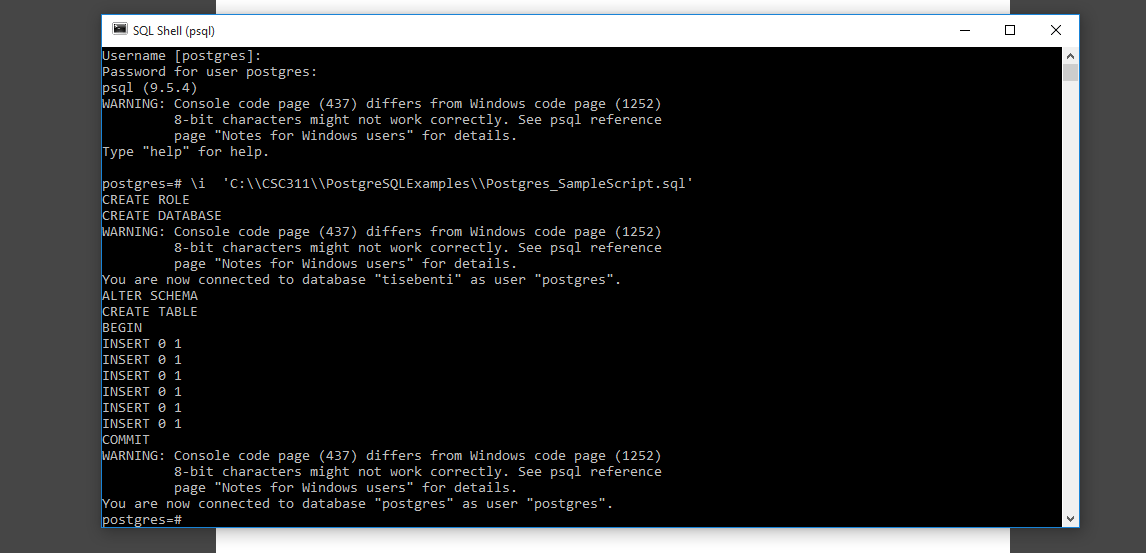 SQL Shell (psql)
Username [postgres]:
Password for user postgres:
psql (9.5.4)
WARNING: Console code page (437) differs from Windows code page (1252)
         8-bit characters might not work correctly. See psql reference
         page "Notes for Windows users" for details.
Type "help" for help.

postgres=# \i  'C:\\CSC311\\PostgreSQLExamples\\Postgres_SampleScript.sql'
CREATE ROLE
CREATE DATABASE
WARNING: Console code page (437) differs from Windows code page (1252)
         8-bit characters might not work correctly. See psql reference
         page "Notes for Windows users" for details.
You are now connected to database "tisebenti" as user "postgres".
ALTER SCHEMA
CREATE TABLE
BEGIN
INSERT 0 1
INSERT 0 1
INSERT 0 1
INSERT 0 1
INSERT 0 1
INSERT 0 1
COMMIT
WARNING: Console code page (437) differs from Windows code page (1252)
         8-bit characters might not work correctly. See psql reference
         page "Notes for Windows users" for details.
You are now connected to database "postgres" as user "postgres".
postgres=#